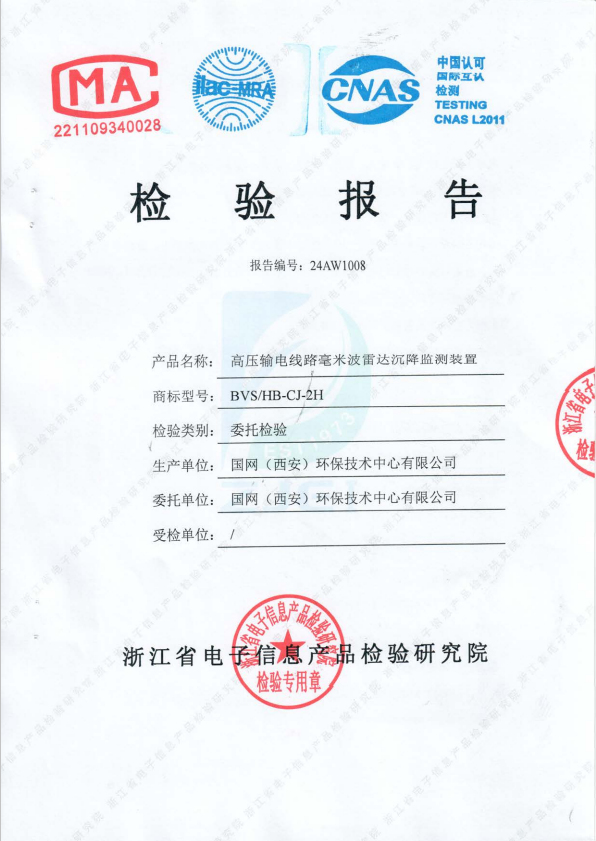 MA
221109340028
ilac-MRA
CNAS
中国认可
国际互认
检测
TESTING
CNAS L2011
检验报告
报告编号：24AW1008
产品名称：高压输电线路毫米波雷达沉降监测装置
商标型号：BVS/HB-CJ-2H
检验类别：委托检验
生产单位：国网（西安）环保技术中心有限公司
委托单位：国网（西安）环保技术中心有限公司
受检单位：/
浙江省电子信息产品检验研究院
浙江省电子信息产品检验研究院
检验专用章
浙江省
检验